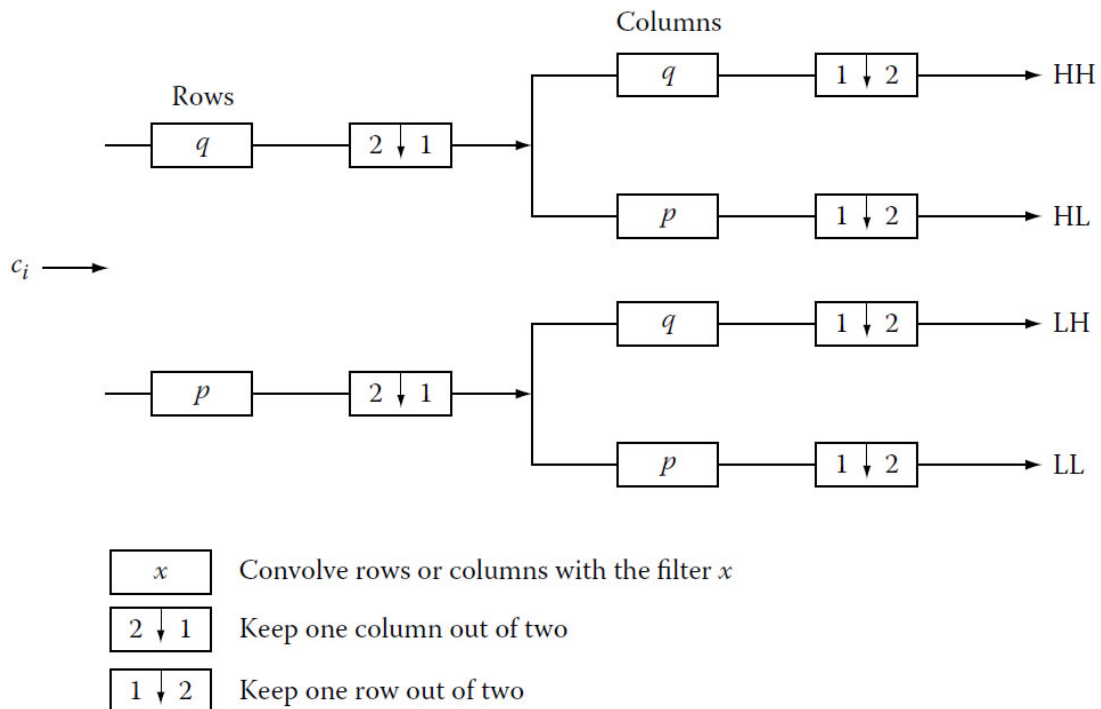 Columns
q
1 2
HH
Rows
q
2 1
p
1 2
HL
c_i
q
1 2
LH
p
2 1
p
1 2
LL
x
Convolve rows or columns with the filter x
2 1
Keep one column out of two
1 2
Keep one row out of two